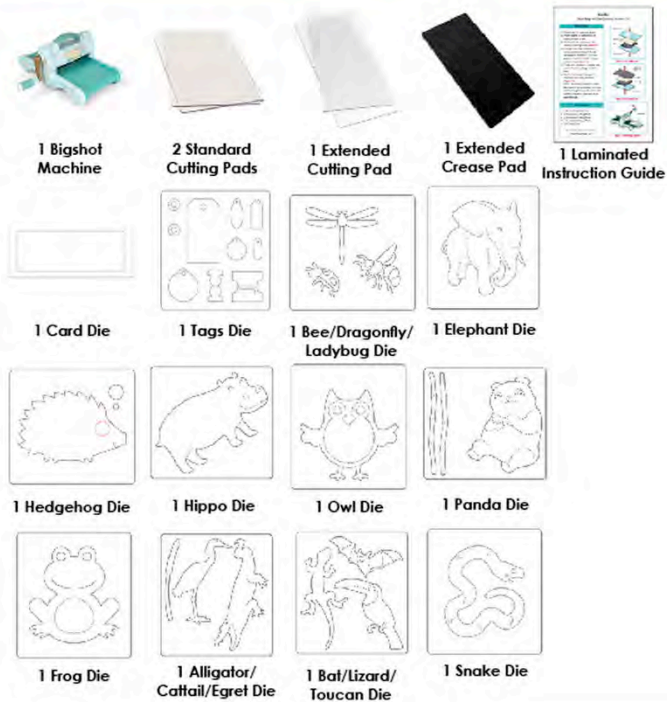 1 Bigshot
Machine
2 Standard
Cutting Pads
1 Extended
Cutting Pad
1 Extended
Crease Pad
1 Laminated
Instruction Guide
1 Card Die
1 Tags Die
1 Bee/Dragonfly/
Ladybug Die
1 Elephant Die
1 Hedgehog Die
1 Hippo Die
1 Owl Die
1 Panda Die
1 Frog Die
1 Alligator/
Cattail/Egret Die
1 Bat/Lizard/
Toucan Die
1 Snake Die